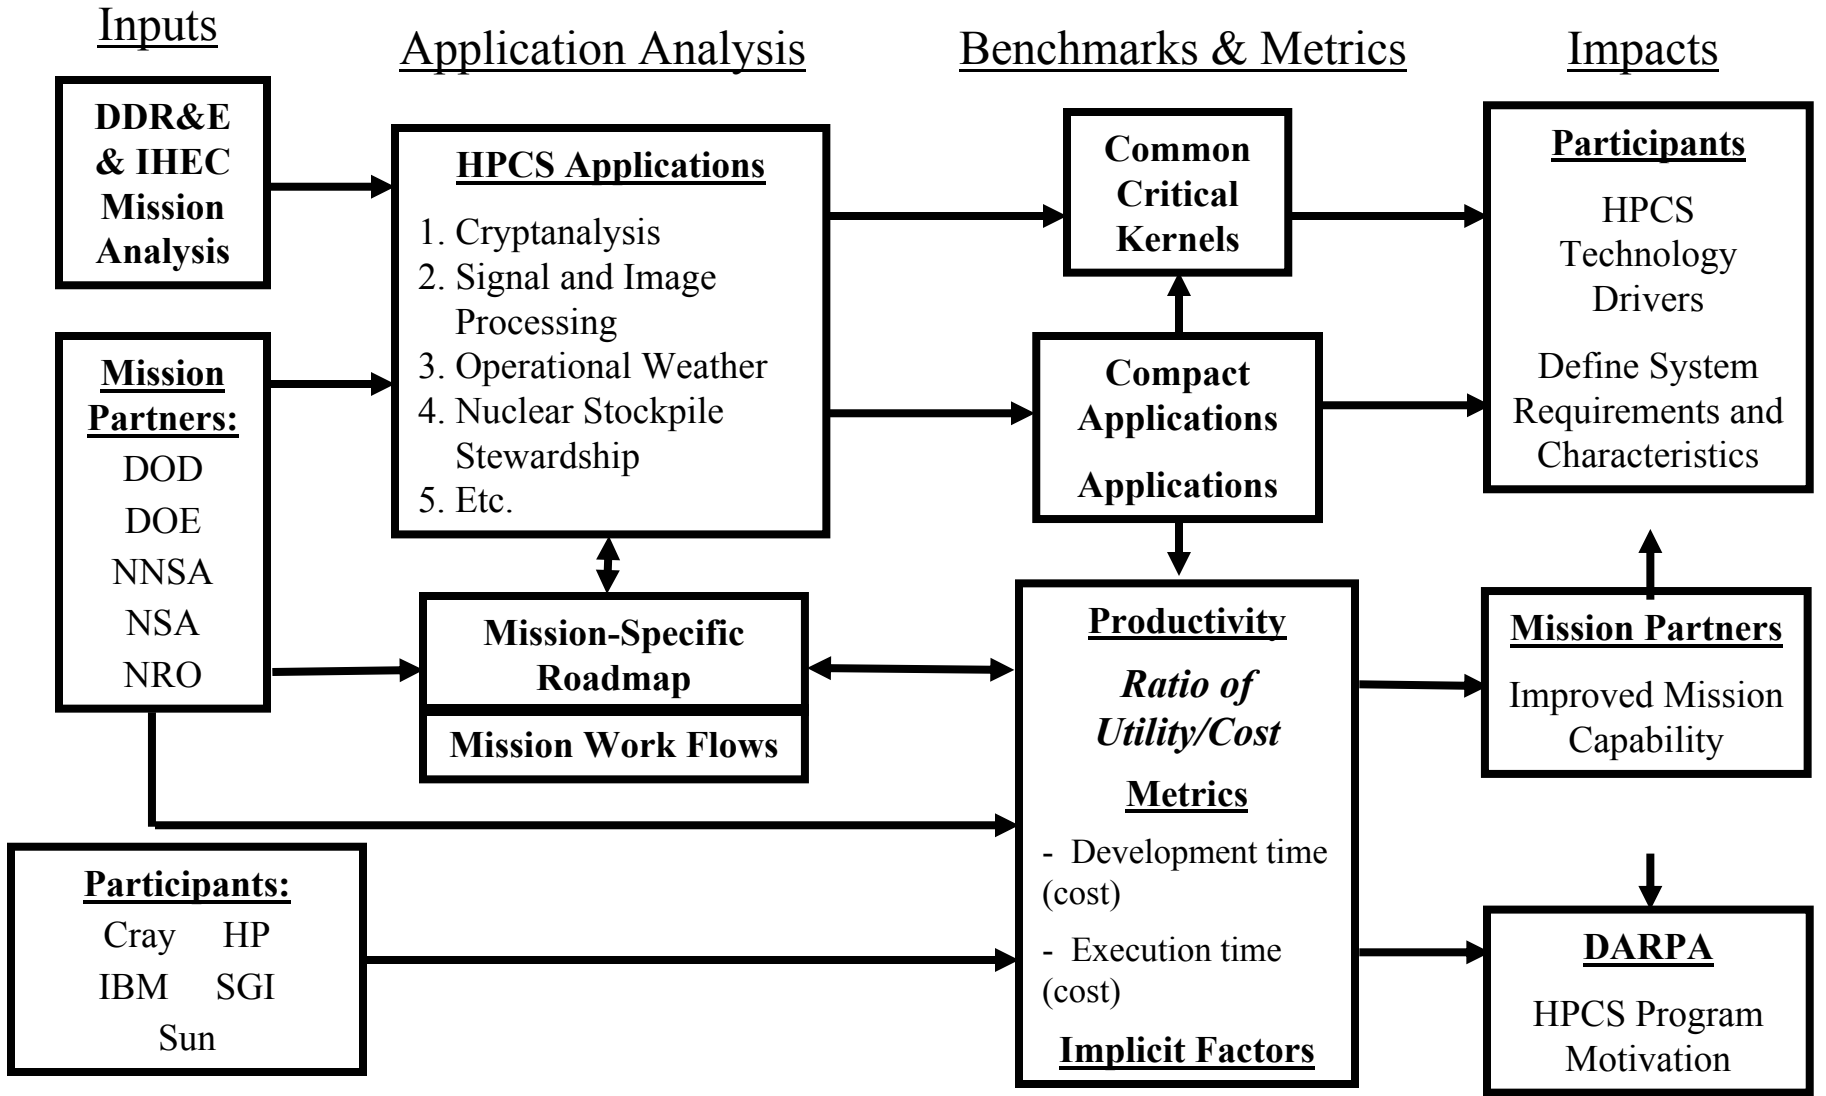 Inputs
Application Analysis
Benchmarks & Metrics
Impacts
DDR&E
& IHEC
Mission
Analysis
Mission
Partners:
DOD
DOE
NNSA
NSA
NRO
Participants:
Cray HP
IBM SGI
Sun
HPCS Applications
1. Cryptanalysis
2. Signal and Image
Processing
3. Operational Weather
4. Nuclear Stockpile
Stewardship
5. Etc.
Mission-Specific
Roadmap
Mission Work Flows
Common
Critical
Kernels
Compact
Applications
Applications
Productivity
Ratio of
Utility/Cost
Metrics
- Development time
(cost)
- Execution time
(cost)
Implicit Factors
Participants
HPCS
Technology
Drivers
Define System
Requirements and
Characteristics
Mission Partners
Improved Mission
Capability
DARPA
HPCS Program
Motivation